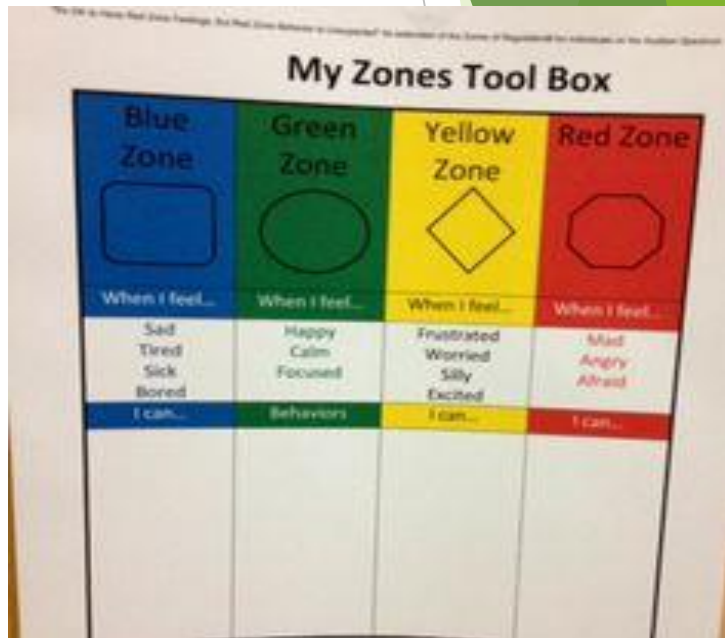 My Zones Tool Box
Blue
Zone
Green
Zone
Yellow
Zone
Red Zone
When I feel...
When I feel...
When I feel...
When I feel...
Sad
Tired
Sick
Bored
Happy
Calm
Focused
Frustrated
Worried
Silly
Excited
Mad
Angry
Afraid
I can...
Behaviors
I can...
I can...